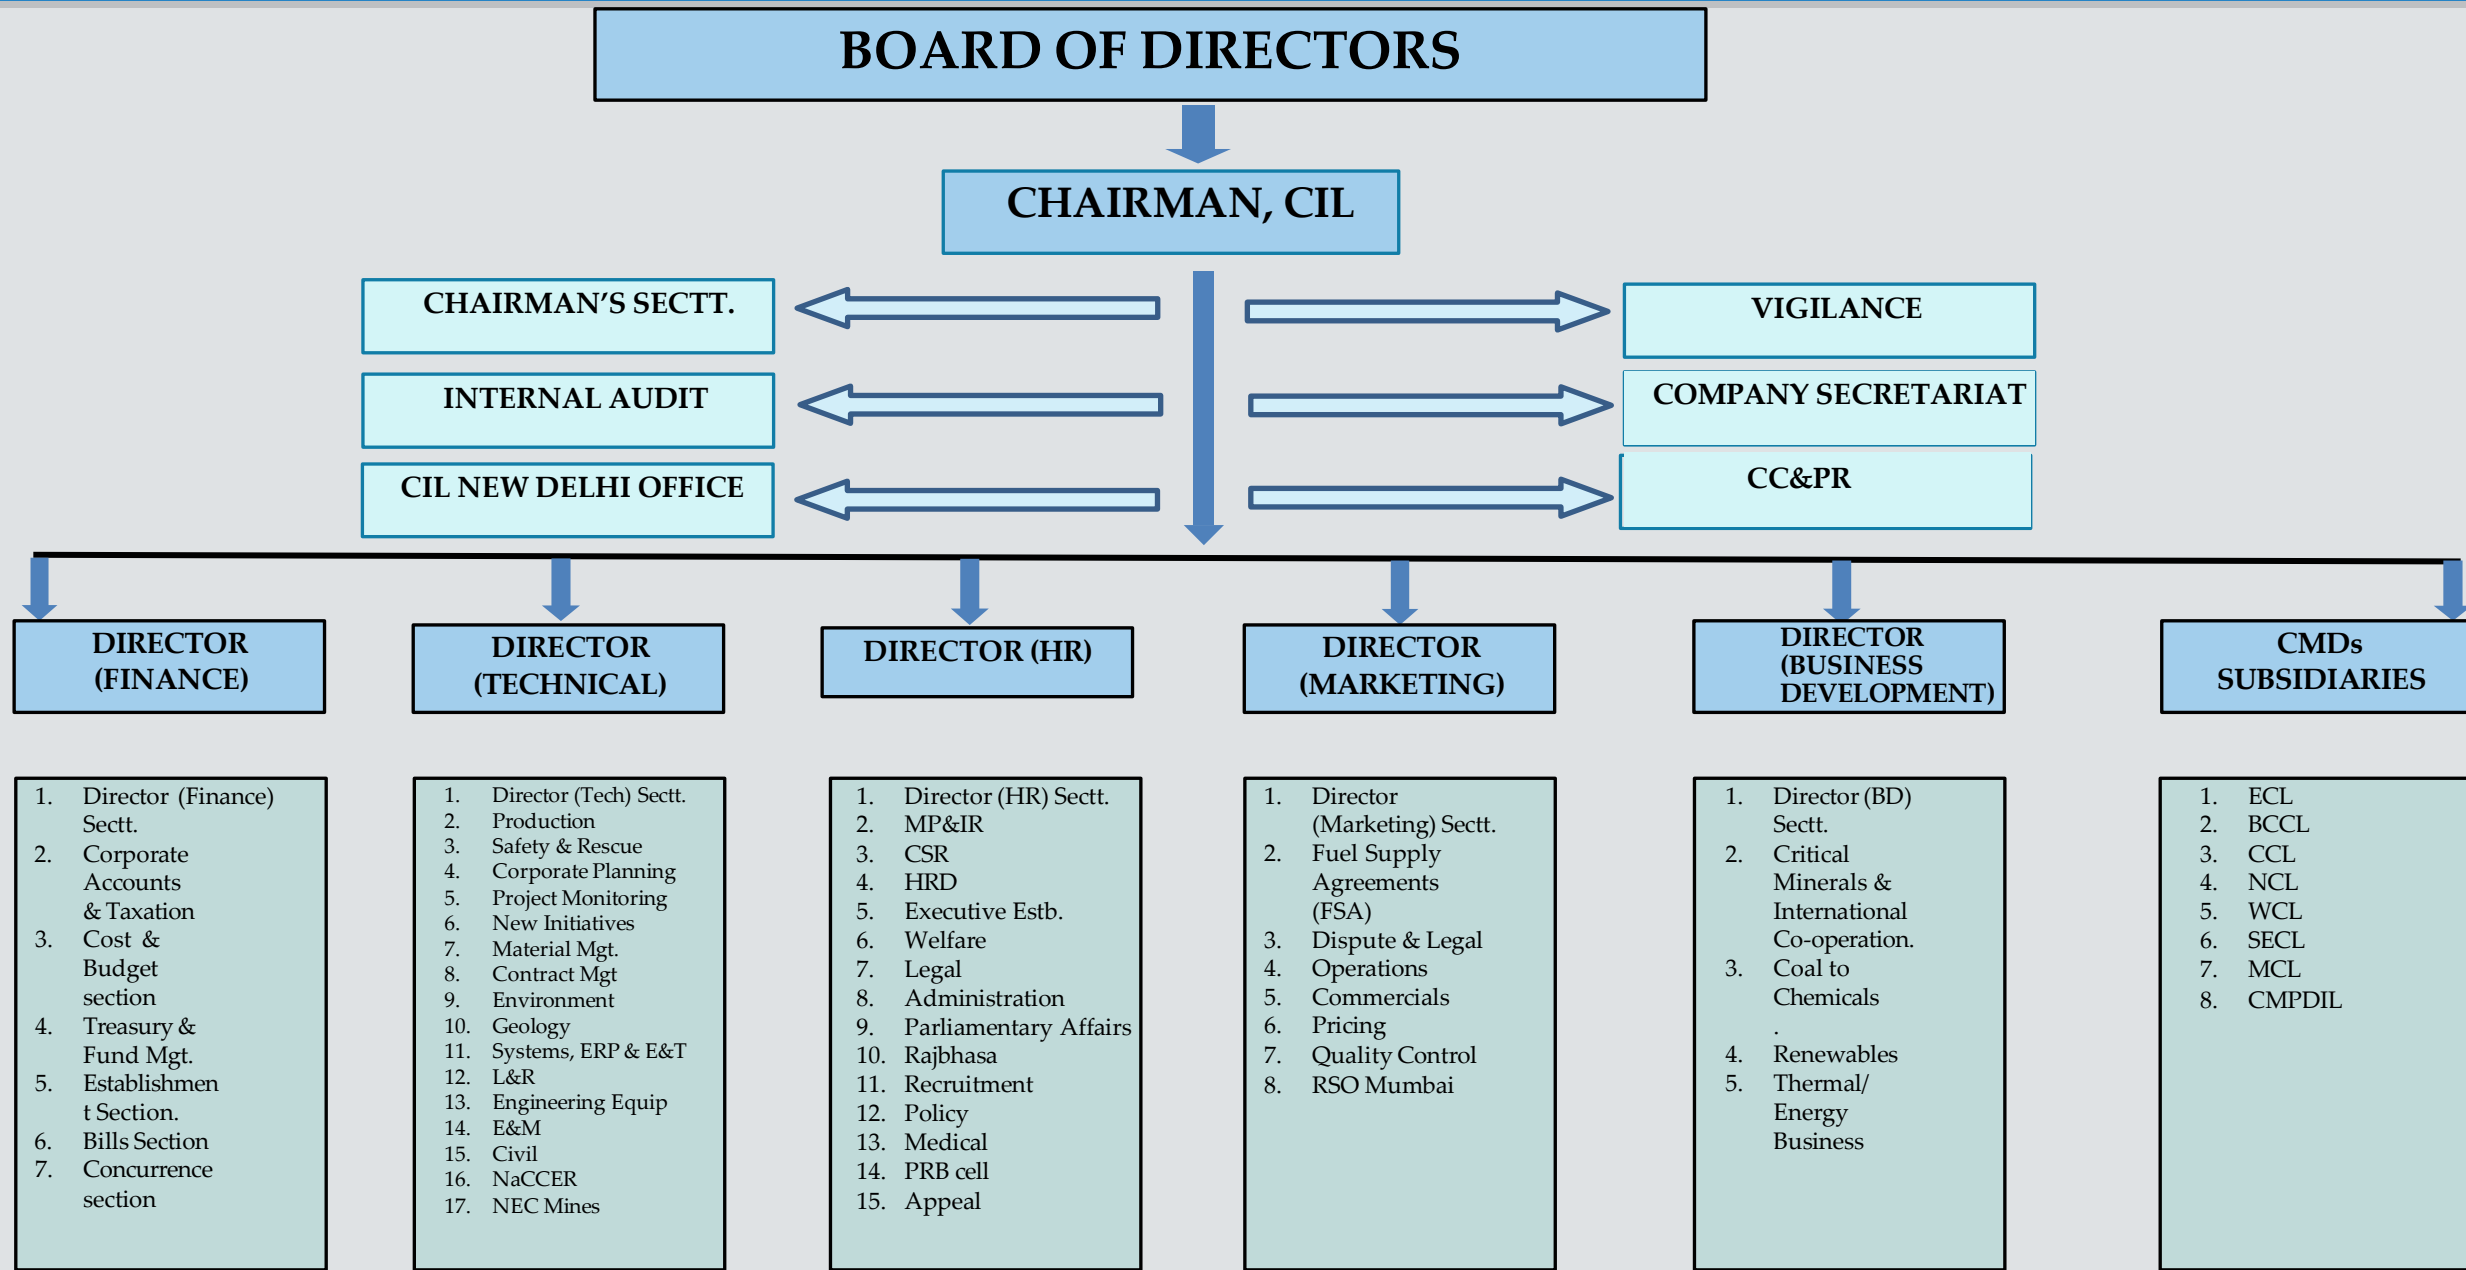 BOARD OF DIRECTORS
CHAIRMAN, CIL
CHAIRMAN'S SECTT.
VIGILANCE
INTERNAL AUDIT
COMPANY SECRETARIAT
CIL NEW DELHI OFFICE
CC&PR
DIRECTOR
(FINANCE)
DIRECTOR
(TECHNICAL)
DIRECTOR (HR)
DIRECTOR
(MARKETING)
DIRECTOR
(BUSINESS
DEVELOPMENT)
CMDs
SUBSIDIARIES
1. Director (Finance)
Sectt.
2. Corporate
Accounts
& Taxation
3. Cost &
Budget
section
4. Treasury &
Fund Mgt.
5. Establishmen
t Section.
6. Bills Section
7. Concurrence
section
1. Director (Tech) Sectt.
2. Production
3. Safety & Rescue
4. Corporate Planning
5. Project Monitoring
6. New Initiatives
7. Material Mgt.
8. Contract Mgt
9. Environment
10. Geology
11. Systems, ERP & E&T
12. L&R
13. Engineering Equip
14. E&M
15. Civil
16. NaCCER
17. NEC Mines
1. Director (HR) Sectt.
2. MP&IR
3. CSR
4. HRD
5. Executive Estb.
6. Welfare
7. Legal
8. Administration
9. Parliamentary Affairs
10. Rajbhasa
11. Recruitment
12. Policy
13. Medical
14. PRB cell
15. Appeal
1. Director
(Marketing) Sectt.
2. Fuel Supply
Agreements
(FSA)
3. Dispute & Legal
4. Operations
5. Commercials
6. Pricing
7. Quality Control
8. RSO Mumbai
1. Director (BD)
Sectt.
2. Critical
Minerals &
International
Co-operation.
3. Coal to
Chemicals
.
4. Renewables
5. Thermal/
Energy
Business
1. ECL
2. BCCL
3. CCL
4. NCL
5. WCL
6. SECL
7. MCL
8. CMPDIL